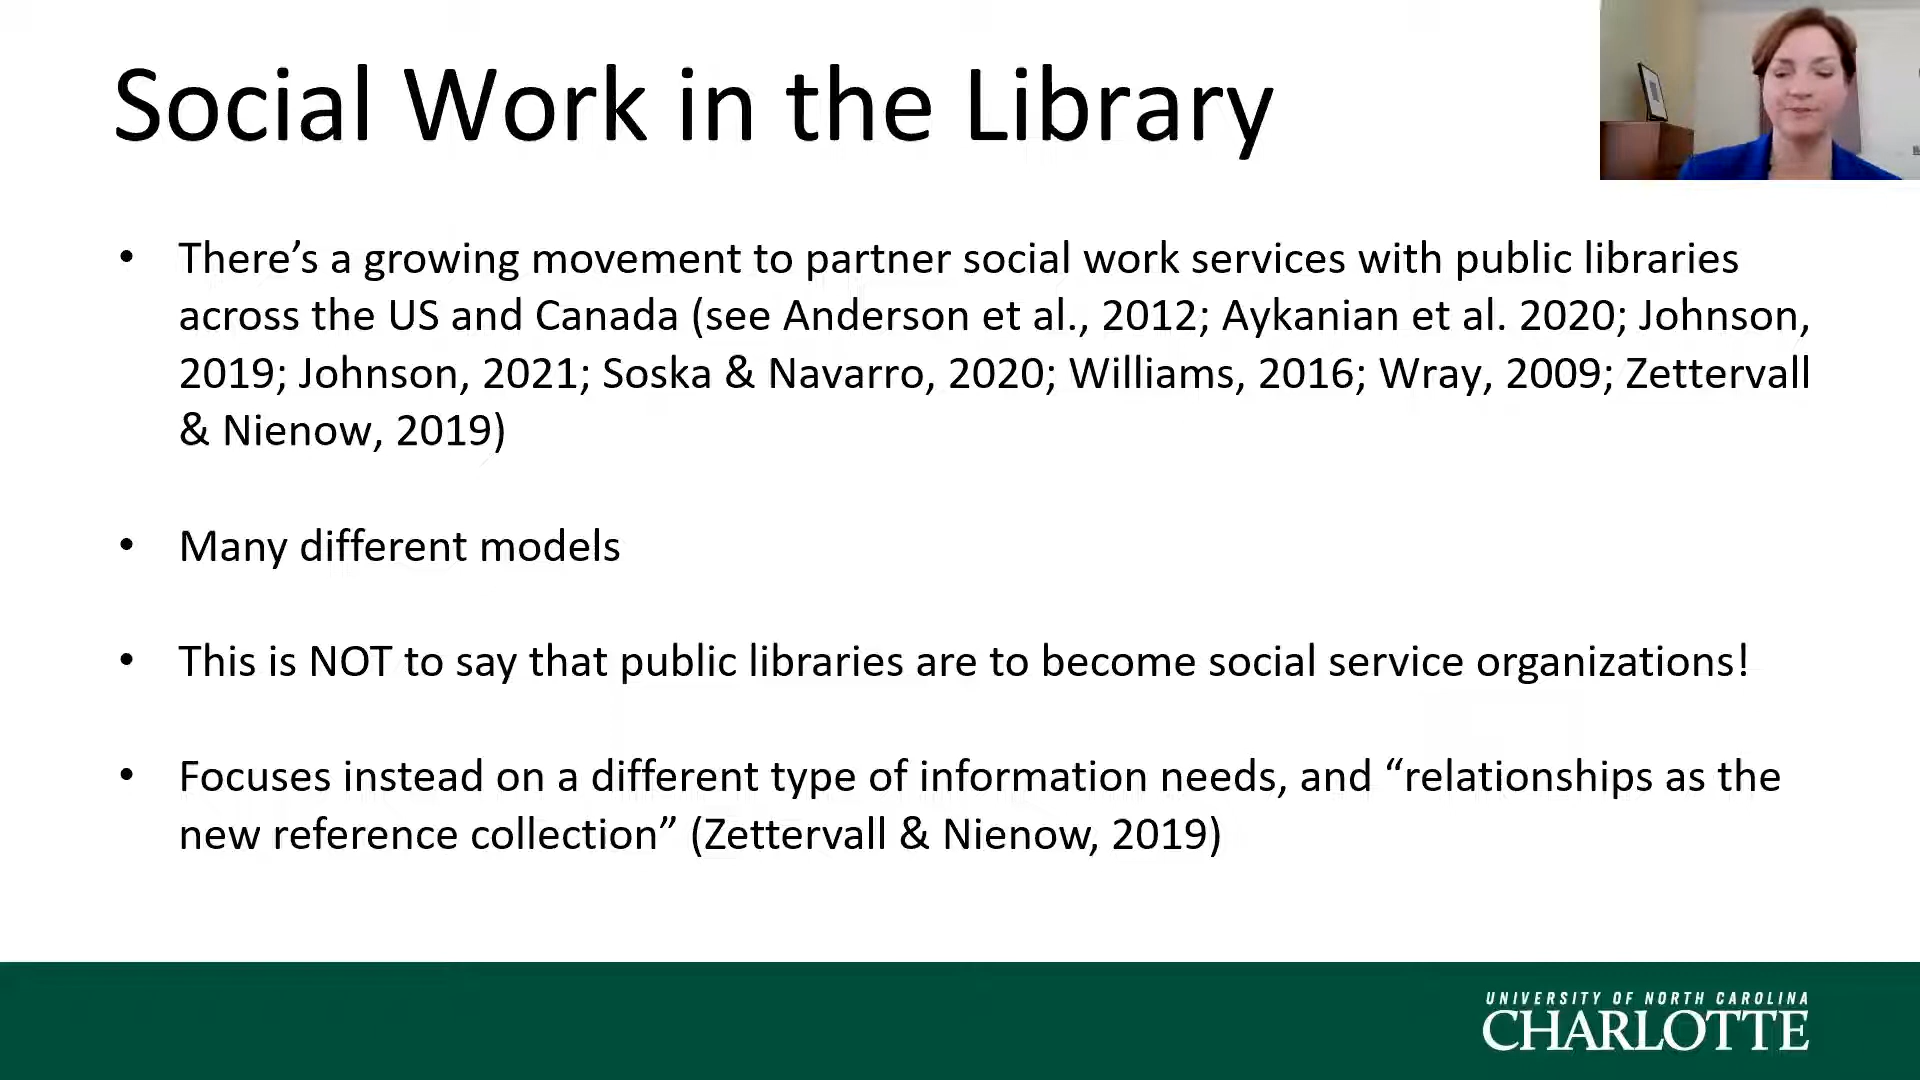 Social Work in the Library
• There’s a growing movement to partner social work services with public libraries
across the US and Canada (see Anderson et al., 2012; Aykanian et al. 2020; Johnson,
2019; Johnson, 2021; Soska & Navarro, 2020; Williams, 2016; Wray, 2009; Zettervall
& Nienow, 2019)
• Many different models
• This is NOT to say that public libraries are to become social service organizations!
• Focuses instead on a different type of information needs, and “relationships as the
new reference collection” (Zettervall & Nienow, 2019)
UNIVERSITY OF NORTH CAROLINA
CHARLOTTE